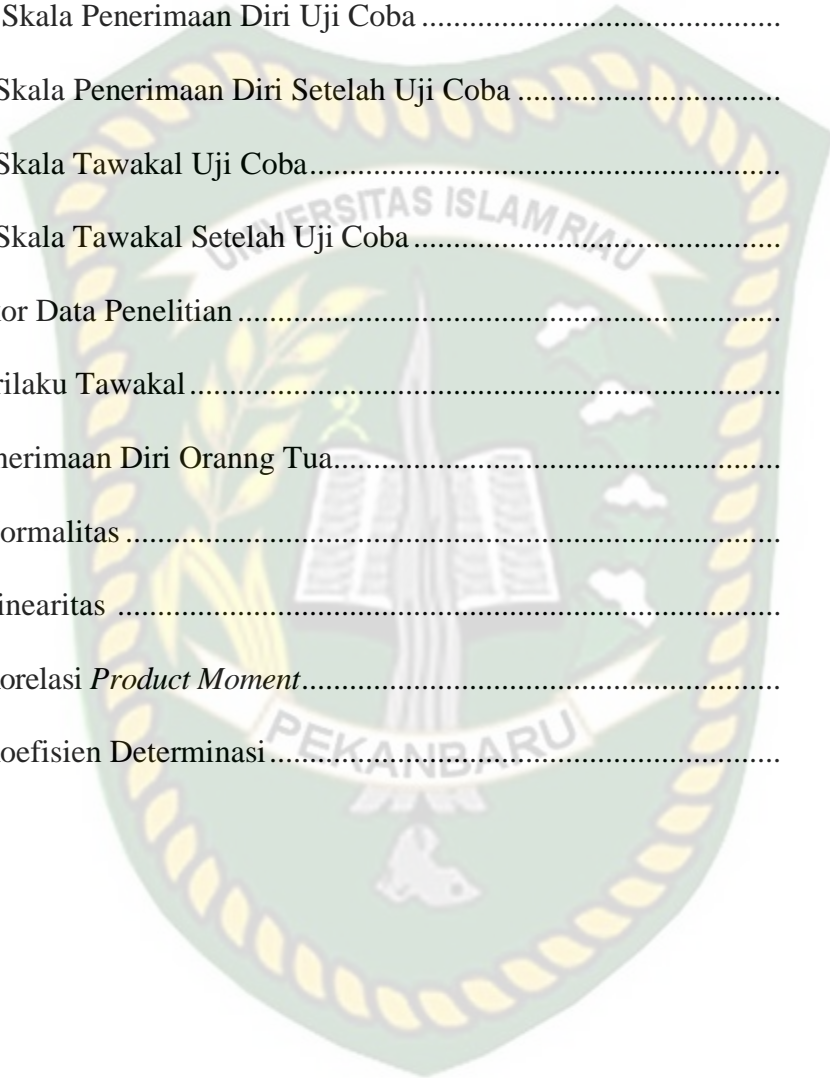 Skala Penerimaan Diri Uji Coba ............................................
Skala Penerimaan Diri Setelah Uji Coba ................................
Skala Tawakal Uji Coba.........................................................
UNIVERSITAS ISLAM RIAU
Skala Tawakal Setelah Uji Coba .............................................
or Data Penelitian ..................................................................
rilaku Tawakal ........................................................................
nerimaan Diri Oranng Tua......................................................
ormalitas ................................................................................
inearitas .................................................................................
orelasi Product Moment..........................................................
PEKANBARU
oefisien Determinasi..............................................................